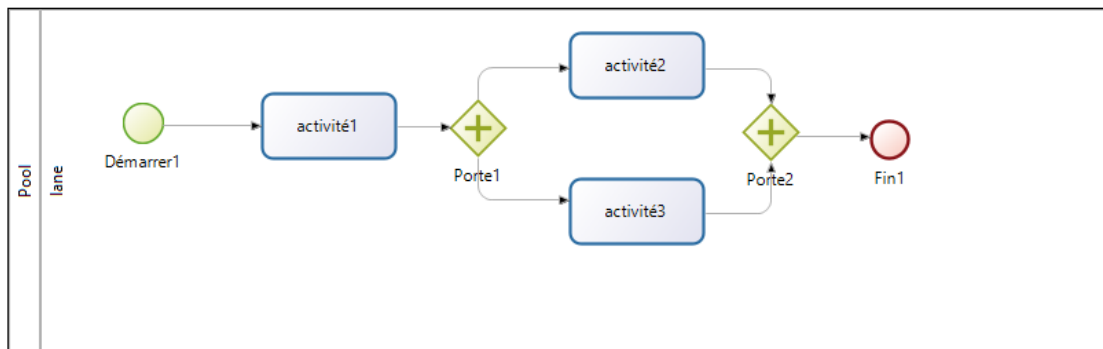 Pool
lane
Démarrer1
activité1
Porte1
activité2
activité3
Porte2
Fin1